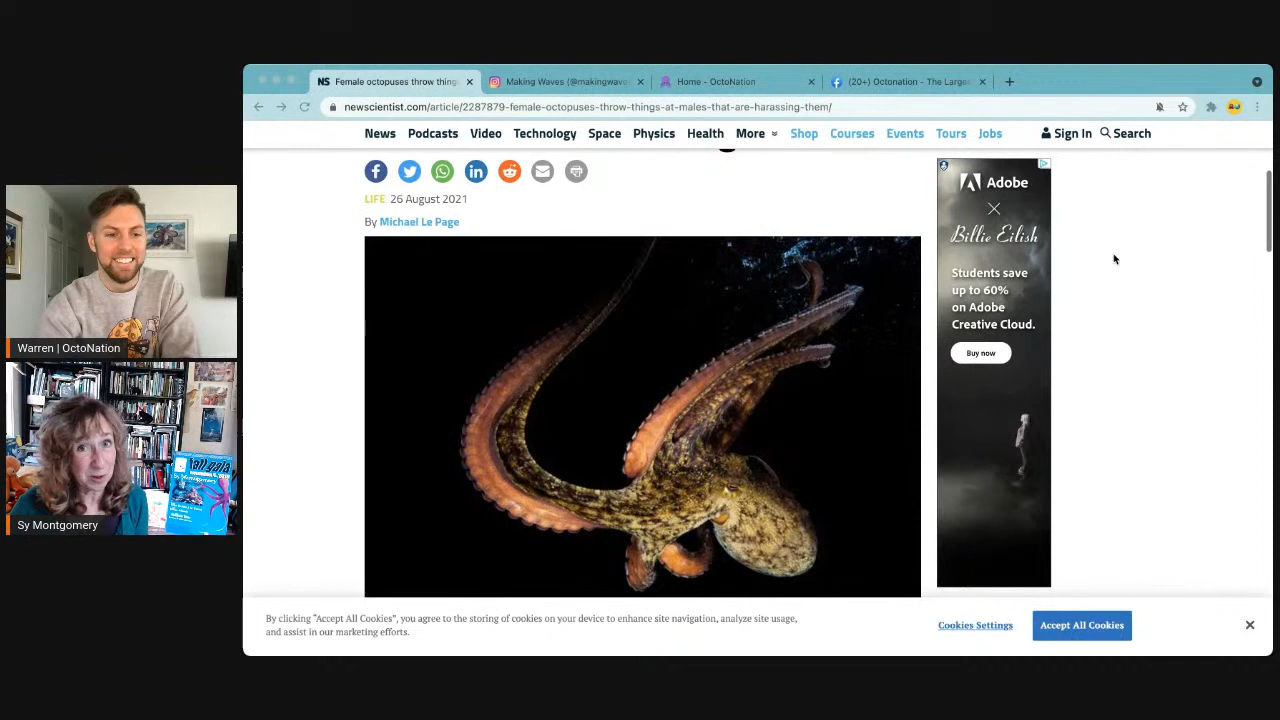 NS Female octopuses throw thing
Making Waves (@makingwave
Home - OctoNation
(20+) Octonation - The Large
newscientist.com/article/2287879-female-octopuses-throw-things-at-males-that-are-harassing-them/
News Podcasts Video Technology Space Physics Health More Shop Courses Events Tours Jobs Sign In Search
LIFE 26 August 2021
By Michael Le Page
Adobe
Billie Eilish
Students save
up to 60%
on Adobe
Creative Cloud.
Buy now
Warren | OctoNation
Sy Montgomery
By clicking “Accept All Cookies”, you agree to the storing of cookies on your device to enhance site navigation, analyze site usage,
and assist in our marketing efforts.
Cookies Settings
Accept All Cookies